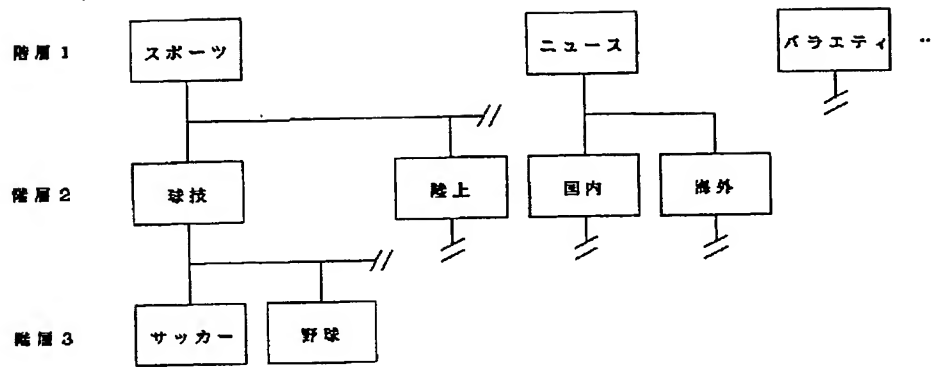 階層1 スポーツ ニュース バラエティ ‥
階層2 球技 陸上 国内 海外
階層3 サッカー 野球